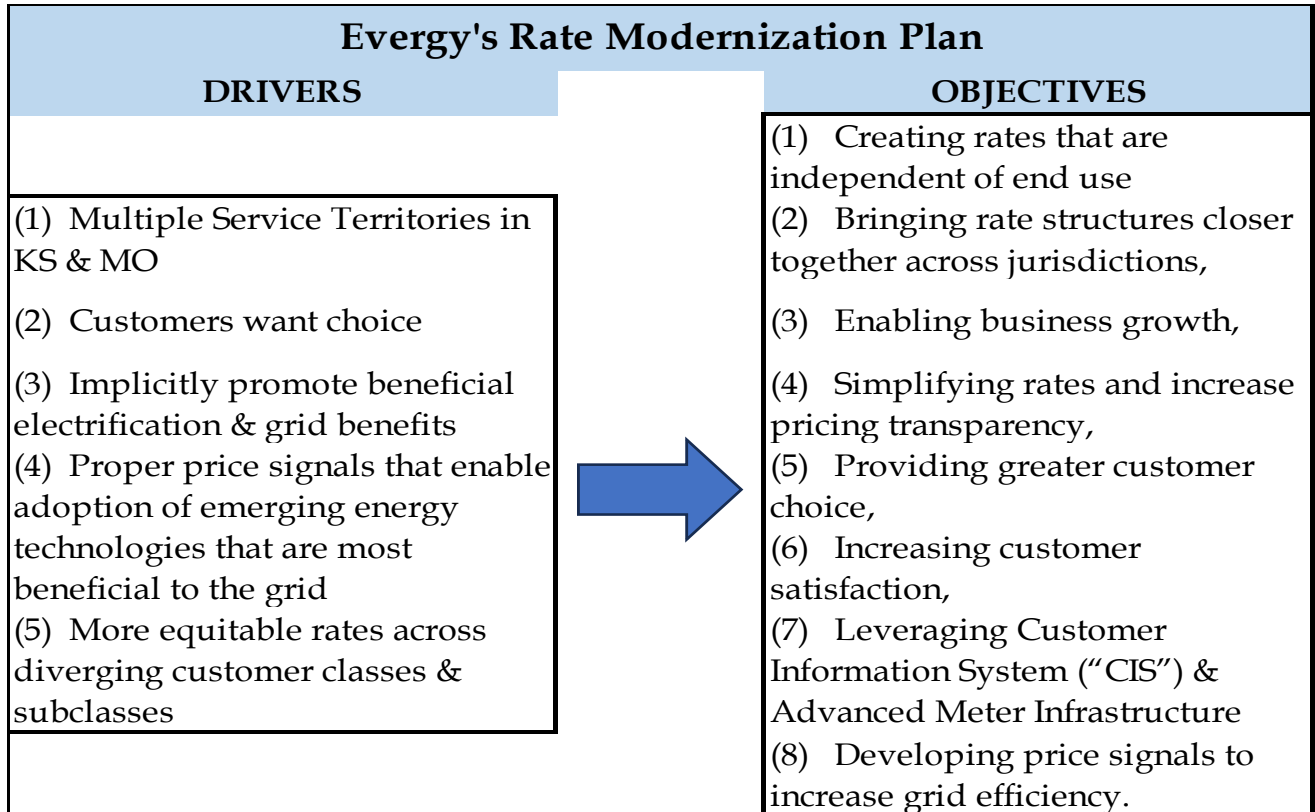 Evergy's Rate Modernization Plan
DRIVERS
(1) Multiple Service Territories in
KS & MO
(2) Customers want choice
(3) Implicitly promote beneficial
electrification & grid benefits
(4) Proper price signals that enable
adoption of emerging energy
technologies that are most
beneficial to the grid
(5) More equitable rates across
diverging customer classes &
subclasses
OBJECTIVES
(1) Creating rates that are
independent of end use
(2) Bringing rate structures closer
together across jurisdictions,
(3) Enabling business growth,
(4) Simplifying rates and increase
pricing transparency,
(5) Providing greater customer
choice,
(6) Increasing customer
satisfaction,
(7) Leveraging Customer
Information System (“CIS”) &
Advanced Meter Infrastructure
(8) Developing price signals to
increase grid efficiency.